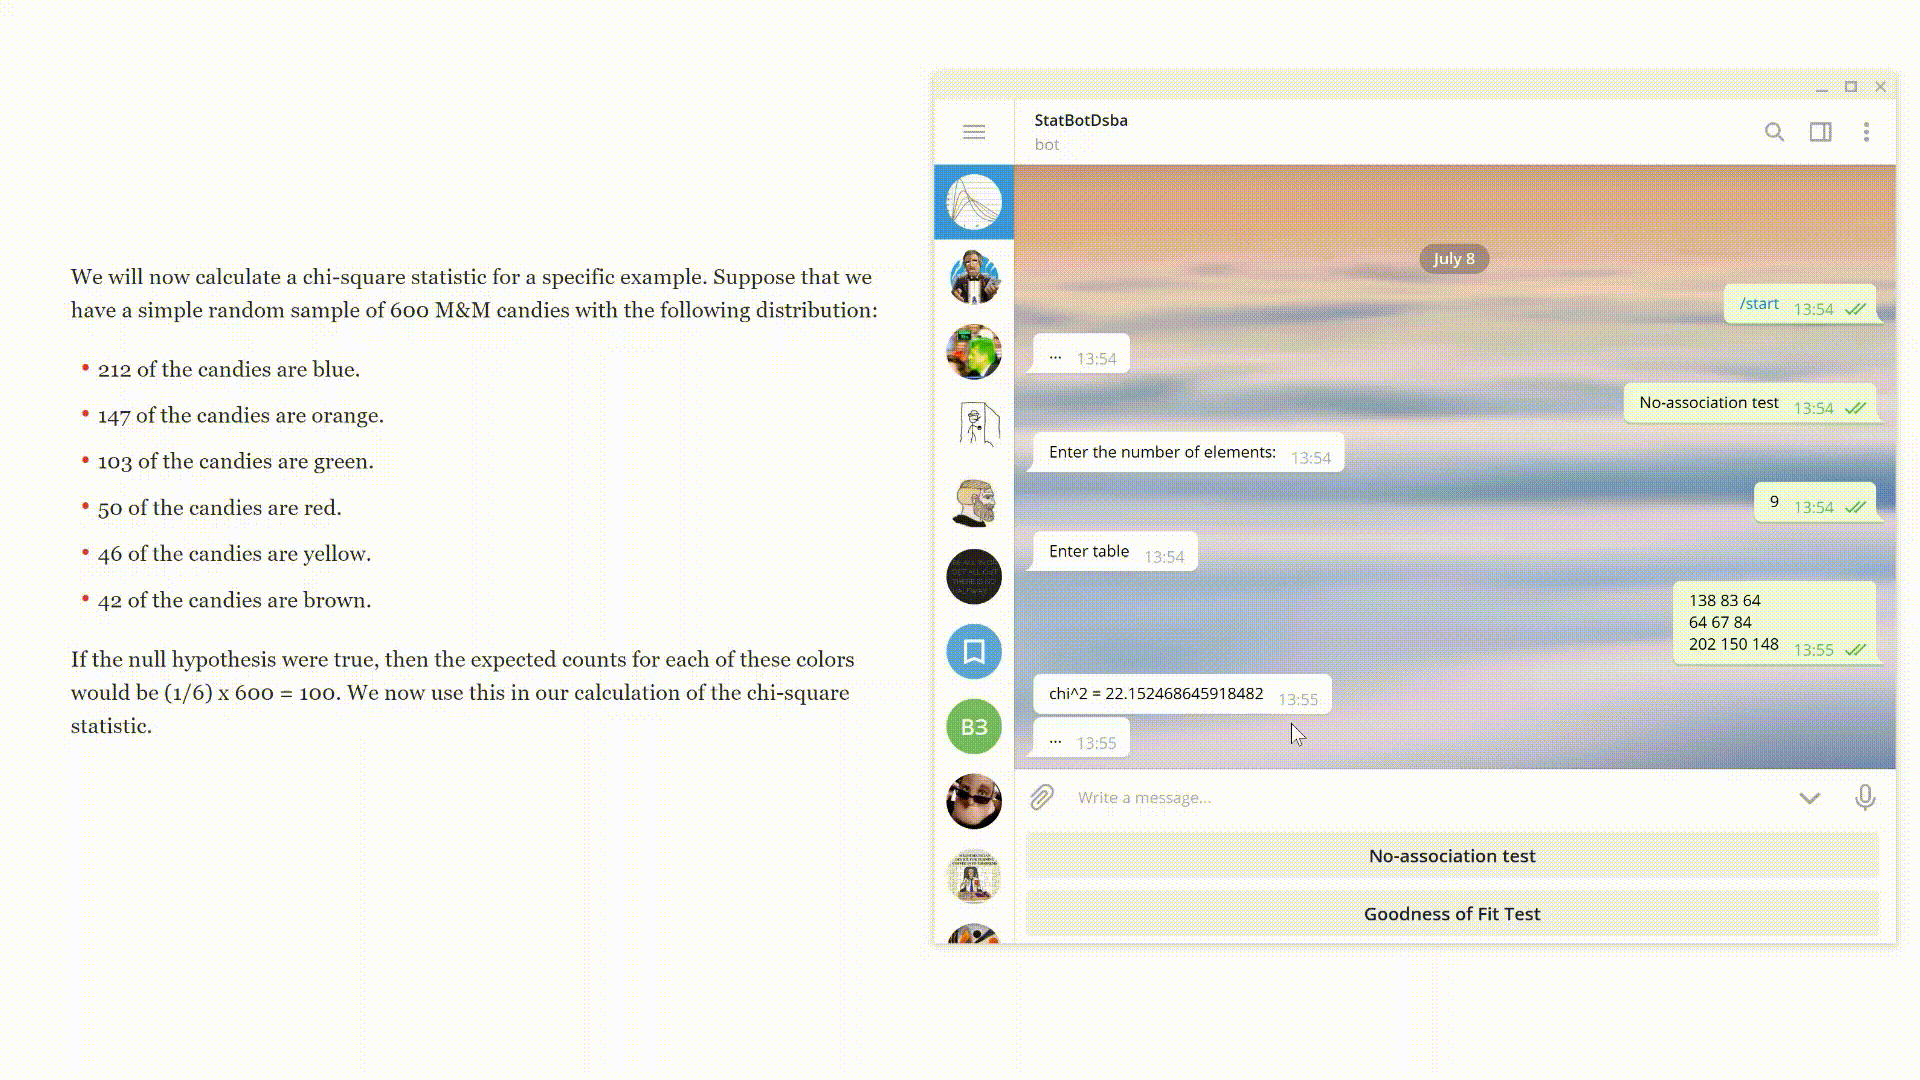 We will now calculate a chi-square statistic for a specific example. Suppose that we
have a simple random sample of 600 M&M candies with the following distribution:
• 212 of the candies are blue.
• 147 of the candies are orange.
• 103 of the candies are green.
• 50 of the candies are red.
• 46 of the candies are yellow.
• 42 of the candies are brown.
If the null hypothesis were true, then the expected counts for each of these colors
would be (1/6) x 600 = 100. We now use this in our calculation of the chi-square
statistic.
StatBotDsba
bot
July 8
/start 13:54
... 13:54
No-association test 13:54
Enter the number of elements: 13:54
9 13:54
Enter table 13:54
138 83 64
64 67 84
202 150 148 13:55
chi^2 = 22.152468645918482 13:55
... 13:55
B3
Write a message...
No-association test
Goodness of Fit Test